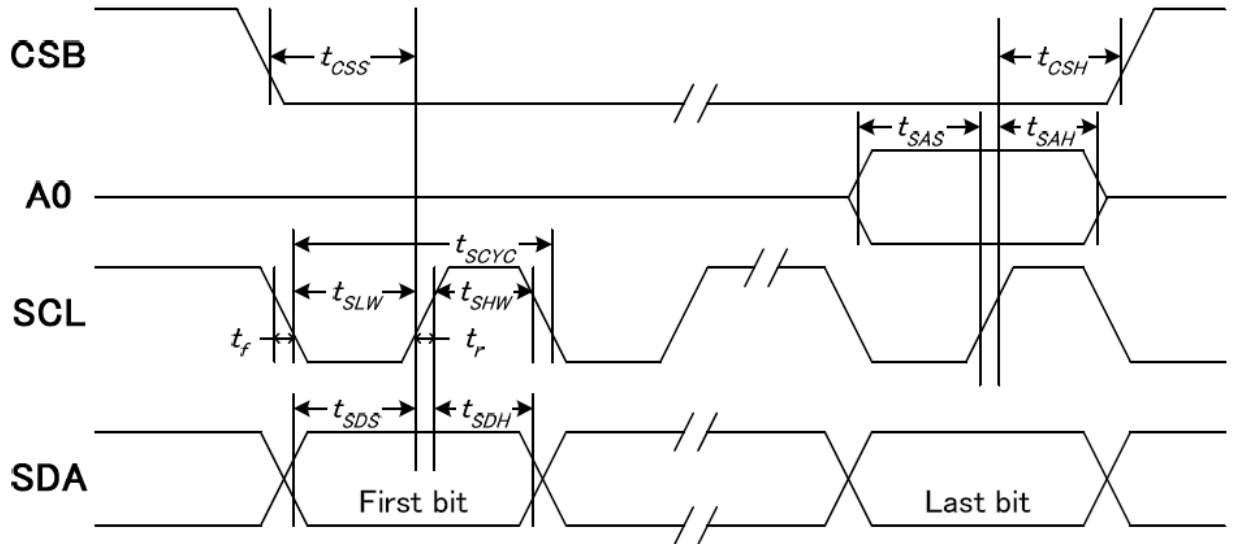 CSB
tCSS
tCSH
tSAS
tSAH
A0
tSCYC
SCL
tSLW
tSHW
tf
tr
tSDS
tSDH
SDA
First bit
Last bit